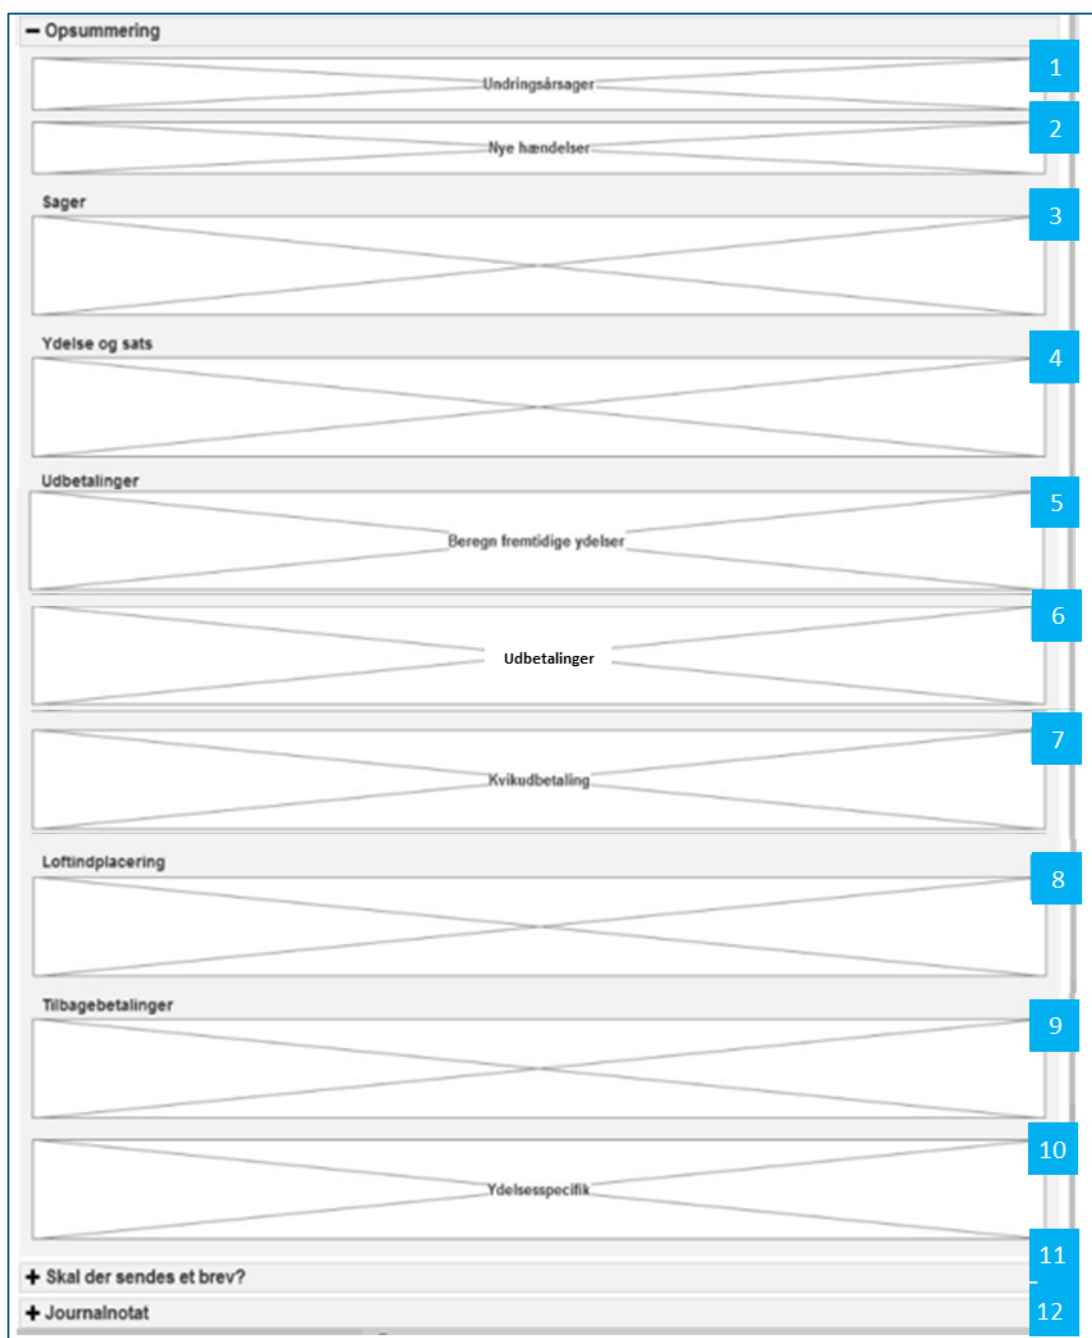 Opsummering
1
Undringsårsager
2
Nye hændelser
Sager
3
Ydelse og sats
4
Udbetalinger
5
Beregn fremtidige ydelser
6
Udbetalinger
7
Kvikudbetaling
Loftindplacering
8
Tilbagebetalinger
9
10
Ydelsesspecifik
11
Skal der sendes et brev?
Journalnotat
12